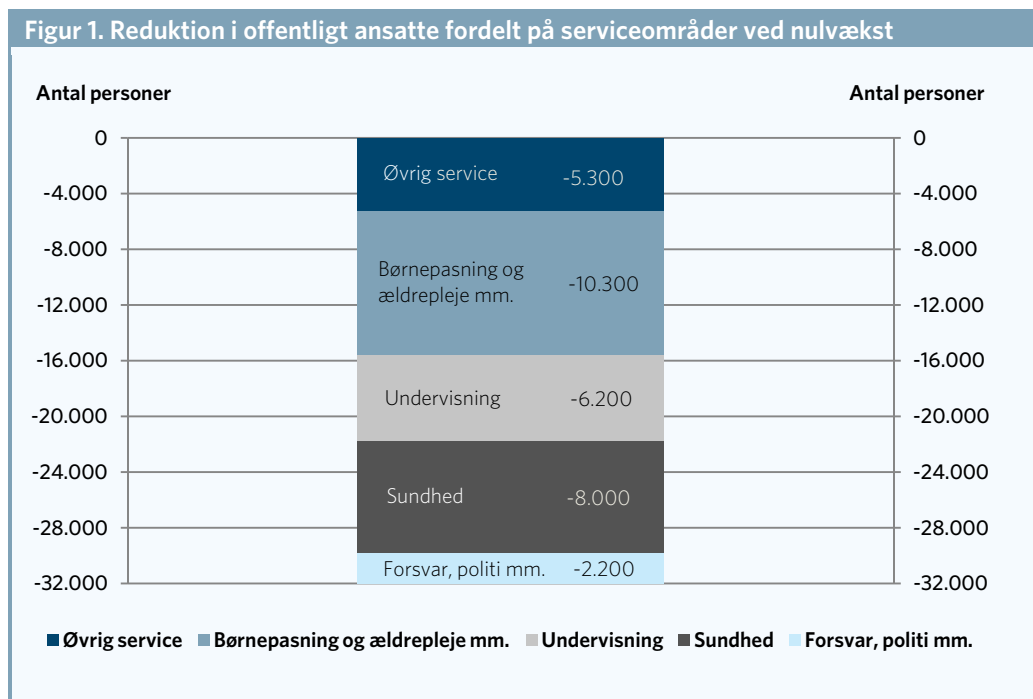 Figur 1. Reduktion i offentligt ansatte fordelt på serviceområder ved nulvækst
Antal personer Antal personer
0 0
Øvrig service -5.300
-4.000 -4.000
-8.000 -8.000
Børnepasning og
ældrepleje mm. -10.300
-12.000 -12.000
-16.000 -16.000
Undervisning -6.200
-20.000 -20.000
-24.000 -24.000
Sundhed -8.000
-28.000 -28.000
Forsvar, politi mm. -2.200
-32.000 -32.000
Øvrig service Børnepasning og ældrepleje mm. Undervisning Sundhed Forsvar, politi mm.